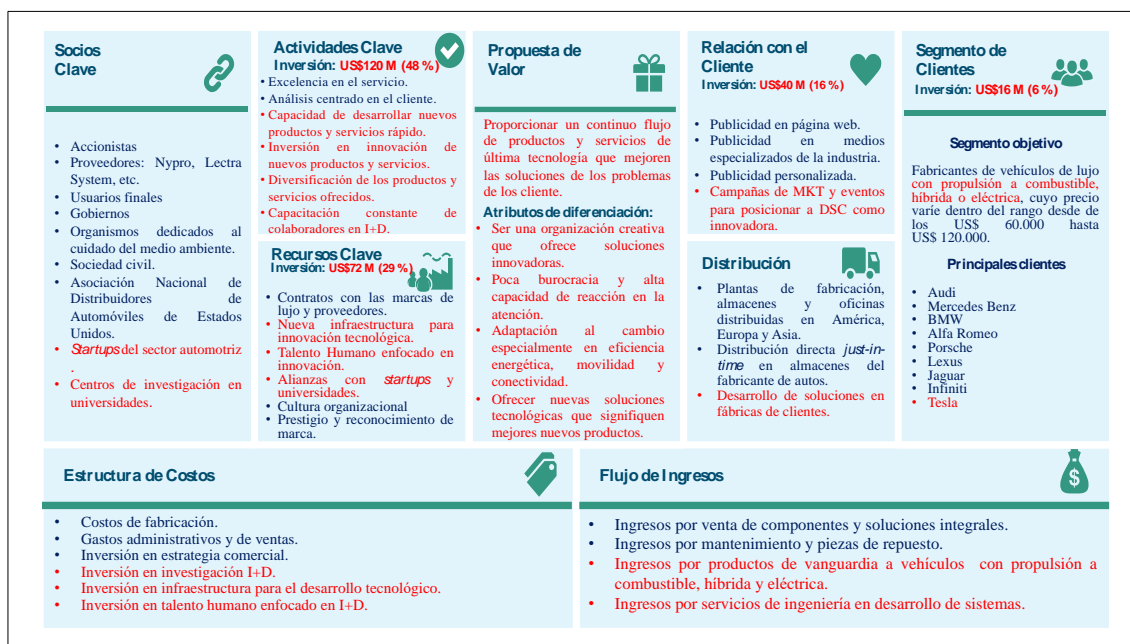 Socios
Clave
• Accionistas
• Proveedores: Nypro, Lectra
System, etc.
• Usuarios finales
• Gobiernos
• Organismos dedicados al
cuidado del medio ambiente.
• Sociedad civil.
• Asociación Nacional de
Distribuidores de
Automóviles de Estados
Unidos.
• Startups del sector automotriz
.
• Centros de investigación en
universidades.
Actividades Clave
Inversión: US$120 M (48 %)
• Excelencia en el servicio.
• Análisis centrado en el cliente.
• Capacidad de desarrollar nuevos
productos y servicios rápido.
• Inversión en innovación de
nuevos productos y servicios.
• Diversificación de los productos y
servicios ofrecidos.
• Capacitación constante de
colaboradores en I+D.
Recursos Clave
Inversión: US$72 M (29 %)
• Contratos con las marcas de
lujo y proveedores.
• Nueva infraestructura para
innovación tecnológica.
• Talento Humano enfocado en
innovación.
• Alianzas con startups y
universidades.
• Cultura organizacional
• Prestigio y reconocimiento de
marca.
Propuesta de
Valor
Proporcionar un continuo flujo
de productos y servicios de
última tecnología que mejoren
las soluciones de los problemas
de los cliente.
Atributos de diferenciación:
• Ser una organización creativa
que ofrece soluciones
innovadoras.
• Poca burocracia y alta
capacidad de reacción en la
atención.
• Adaptación al cambio
especialmente en eficiencia
energética, movilidad y
conectividad.
• Ofrecer nuevas soluciones
tecnológicas que signifiquen
mejores nuevos productos.
Relación con el
Cliente
Inversión: US$40 M (16 %)
• Publicidad en página web.
• Publicidad en medios
especializados de la industria.
• Publicidad personalizada.
• Campañas de MKT y eventos
para posicionar a DSC como
innovadora.
Distribución
• Plantas de fabricación,
almacenes y oficinas
distribuidas en América,
Europa y Asia.
• Distribución directa just-in-
time en almacenes del
fabricante de autos.
• Desarrollo de soluciones en
fábricas de clientes.
Segmento de
Clientes
Inversión: US$16 M (6 %)
Segmento objetivo
Fabricantes de vehículos de lujo
con propulsión a combustible,
híbrida o eléctrica, cuyo precio
varíe dentro del rango desde de
los US$ 60.000 hasta
US$ 120.000.
Principales clientes
• Audi
• Mercedes Benz
• BMW
• Alfa Romeo
• Porsche
• Lexus
• Jaguar
• Infiniti
• Tesla
Estructura de Costos
• Costos de fabricación.
• Gastos administrativos y de ventas.
• Inversión en estrategia comercial.
• Inversión en investigación I+D.
• Inversión en infraestructura para el desarrollo tecnológico.
• Inversión en talento humano enfocado en I+D.
Flujo de Ingresos
$
• Ingresos por venta de componentes y soluciones integrales.
• Ingresos por mantenimiento y piezas de repuesto.
• Ingresos por productos de vanguardia a vehículos con propulsión a
combustible, híbrida y eléctrica.
• Ingresos por servicios de ingeniería en desarrollo de sistemas.